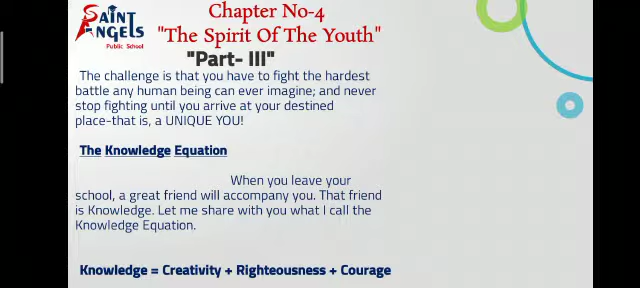 SAINT
ANGELS
Public School
Chapter No-4
"The Spirit Of The Youth"
"Part- III"
The challenge is that you have to fight the hardest
battle any human being can ever imagine; and never
stop fighting until you arrive at your destined
place-that is, a UNIQUE YOU!
The Knowledge Equation
When you leave your
school, a great friend will accompany you. That friend
is Knowledge. Let me share with you what I call the
Knowledge Equation.
Knowledge = Creativity + Righteousness + Courage